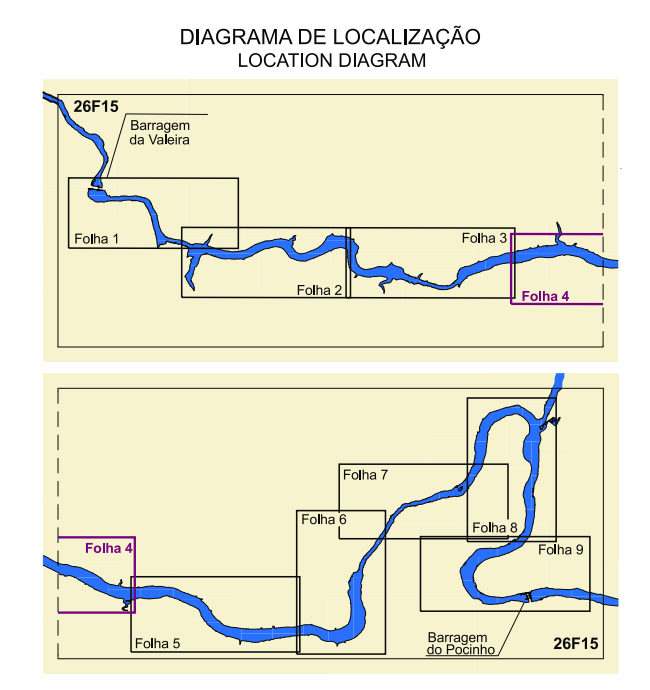 DIAGRAMA DE LOCALIZAÇÃO
LOCATION DIAGRAM
26F15
Barragem
da Valeira
Folha 1
Folha 2
Folha 3
Folha 4
Folha 4
Folha 5
Folha 6
Folha 7
Folha 8
Folha 9
Barragem
do Pocinho
26F15